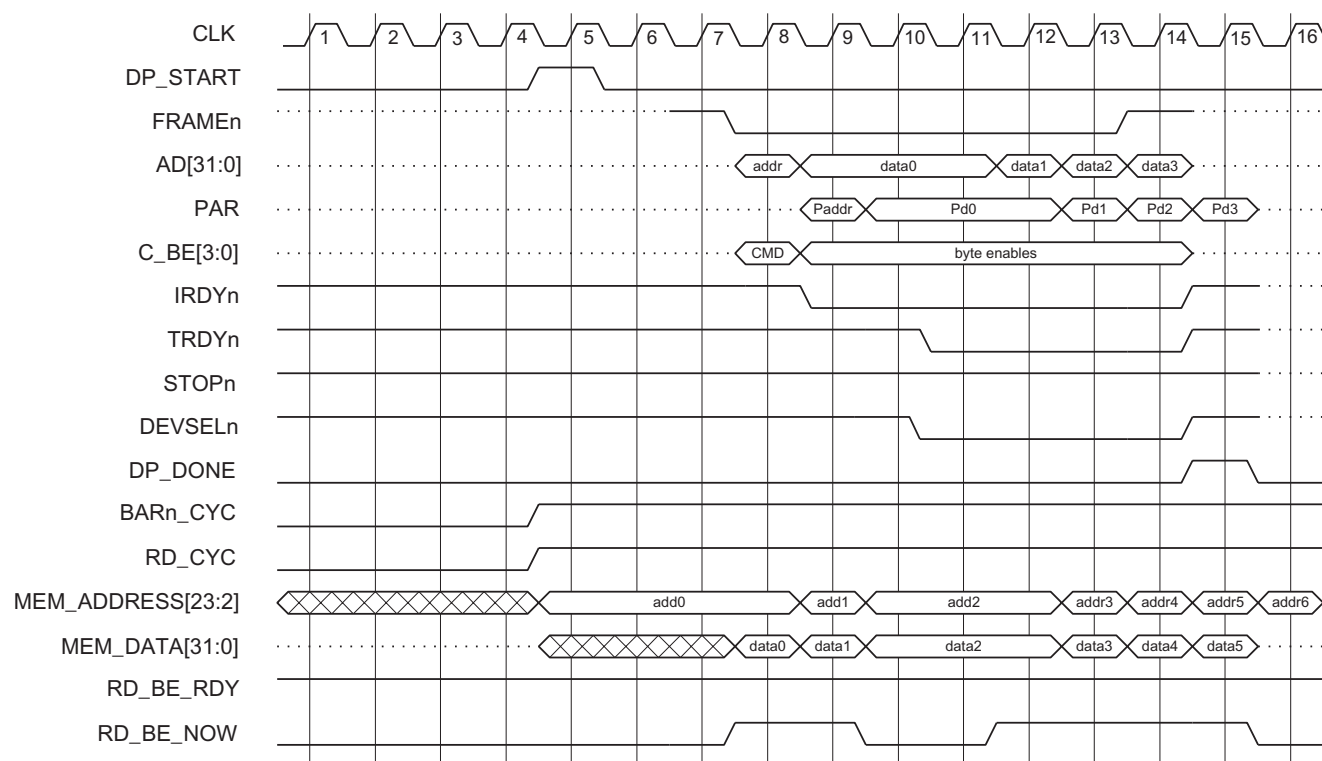 CLK 1 2 3 4 5 6 7 8 9 10 11 12 13 14 15 16
DP_START
FRAMEn
AD[31:0] addr data0 data1 data2 data3
PAR Paddr Pd0 Pd1 Pd2 Pd3
C_BE[3:0] CMD byte enables
IRDYn
TRDYn
STOPn
DEVSELn
DP_DONE
BARn_CYC
RD_CYC
MEM_ADDRESS[23:2] add0 add1 add2 addr3 addr4 addr5 addr6
MEM_DATA[31:0] data0 data1 data2 data3 data4 data5
RD_BE_RDY
RD_BE_NOW